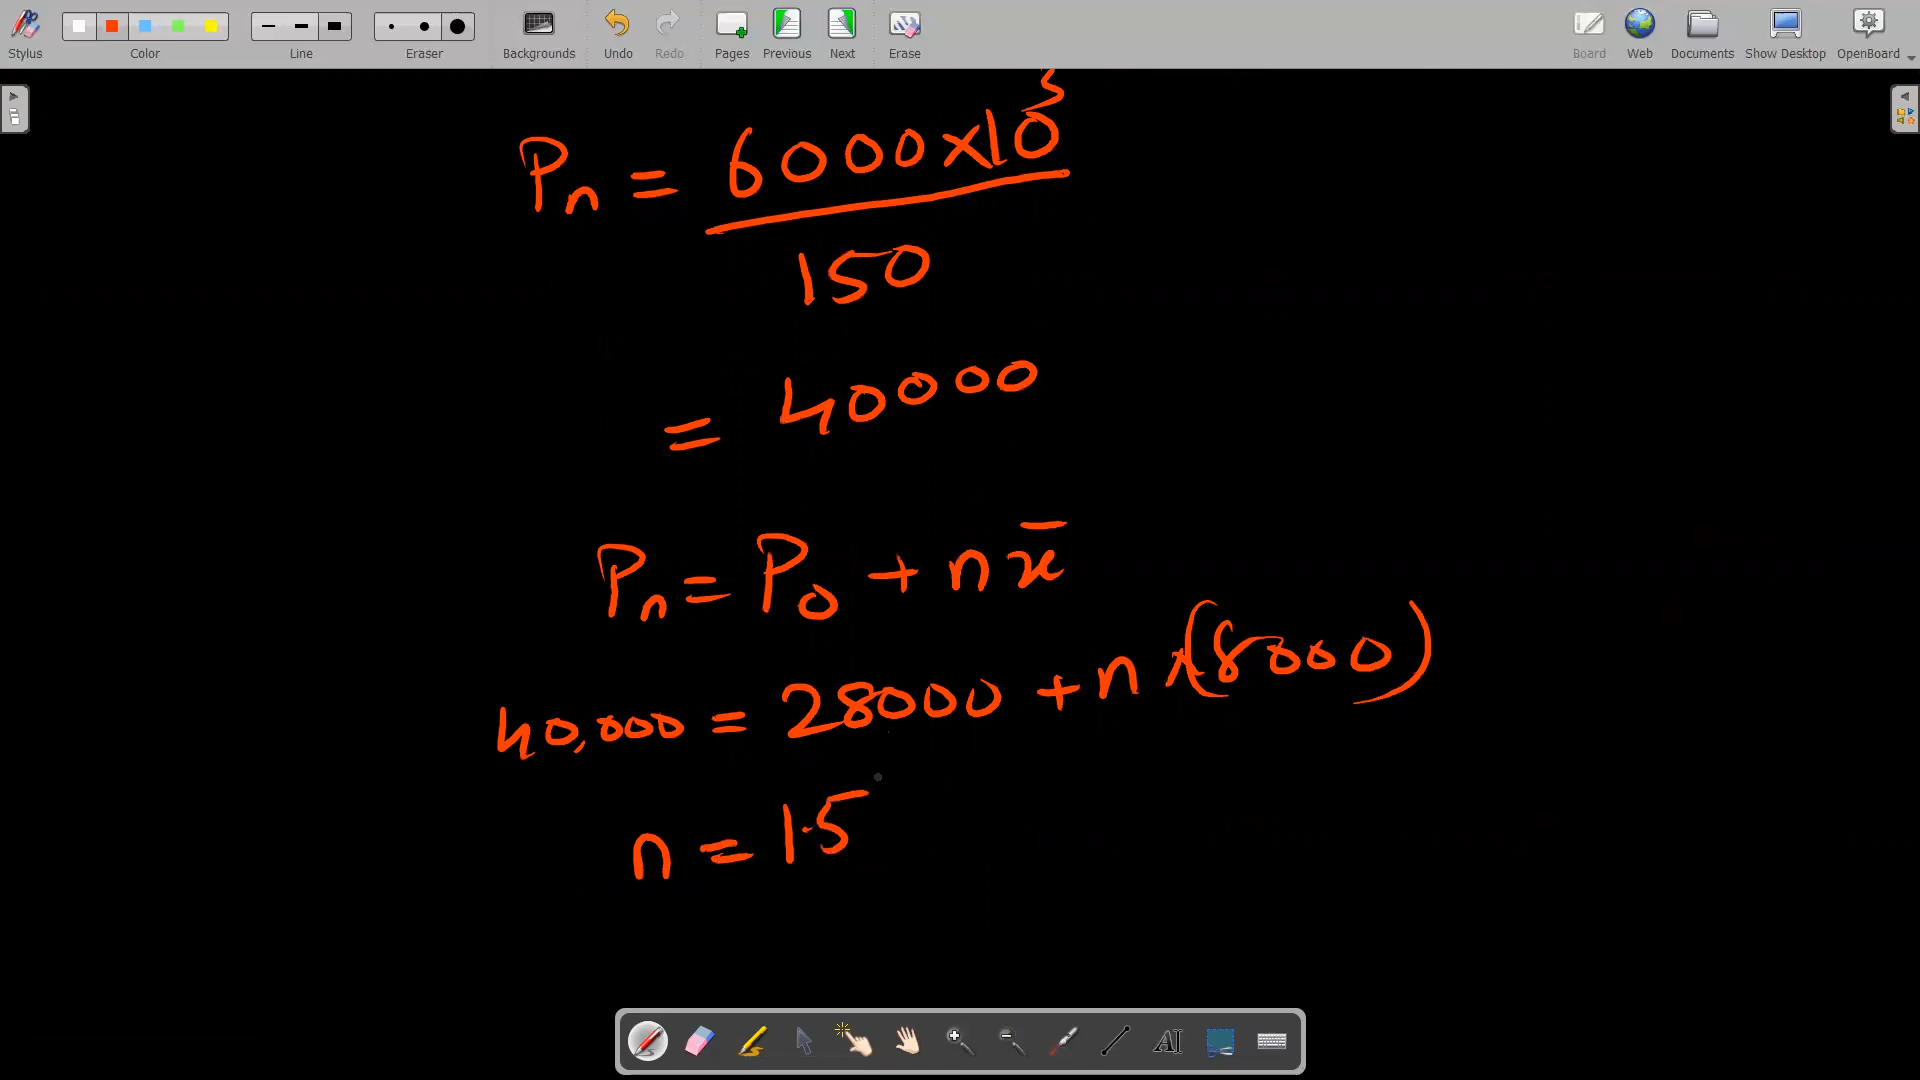 Stylus Color Line Eraser Backgrounds Undo Redo Pages Previous Next Erase Board Web Documents Show Desktop OpenBoard
Pn = 6000×10³
150
= 40000
Pn = P0 + nx̄
40,000 = 28000 + n×(8000)
n = 1.5